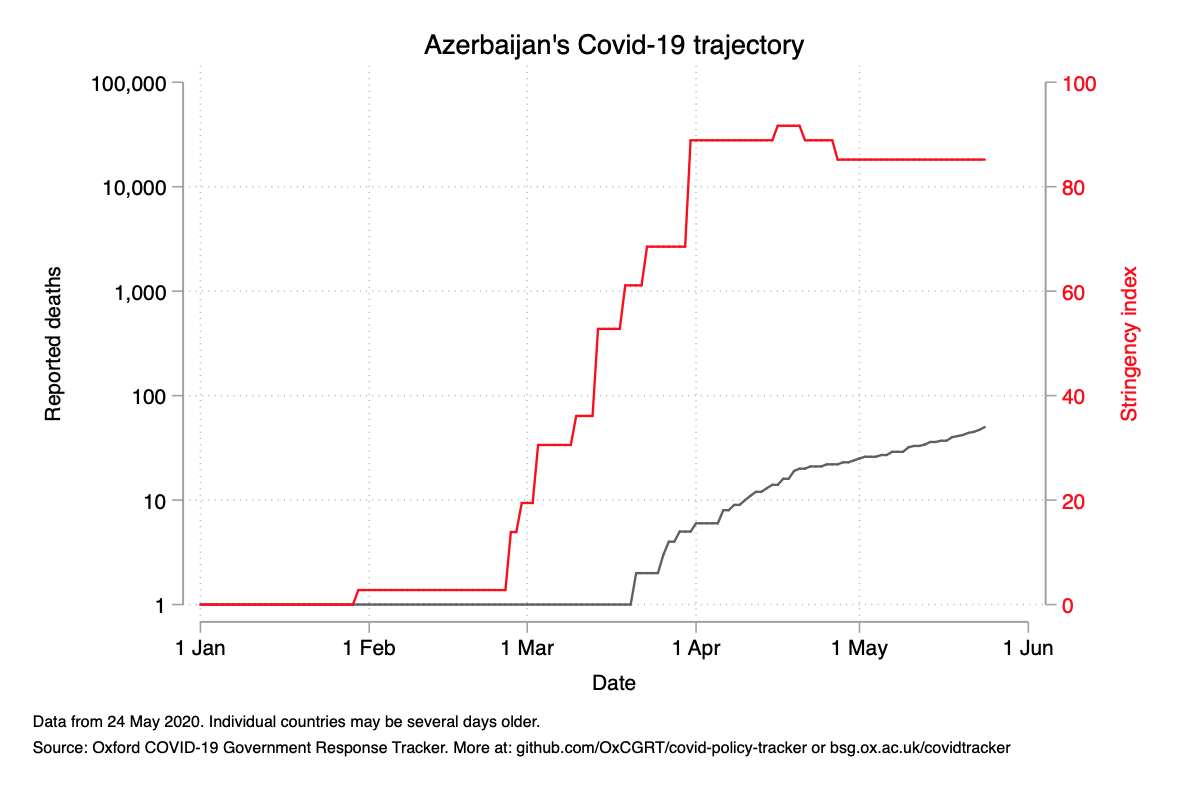 Azerbaijan's Covid-19 trajectory
100,000
10,000
1,000
100
10
1
Reported deaths
100
80
60
40
20
0
Stringency index
1 Jan
1 Feb
1 Mar
1 Apr
1 May
1 Jun
Date
Data from 24 May 2020. Individual countries may be several days older.
Source: Oxford COVID-19 Government Response Tracker. More at: github.com/OxCGRT/covid-policy-tracker or bsg.ox.ac.uk/covidtracker